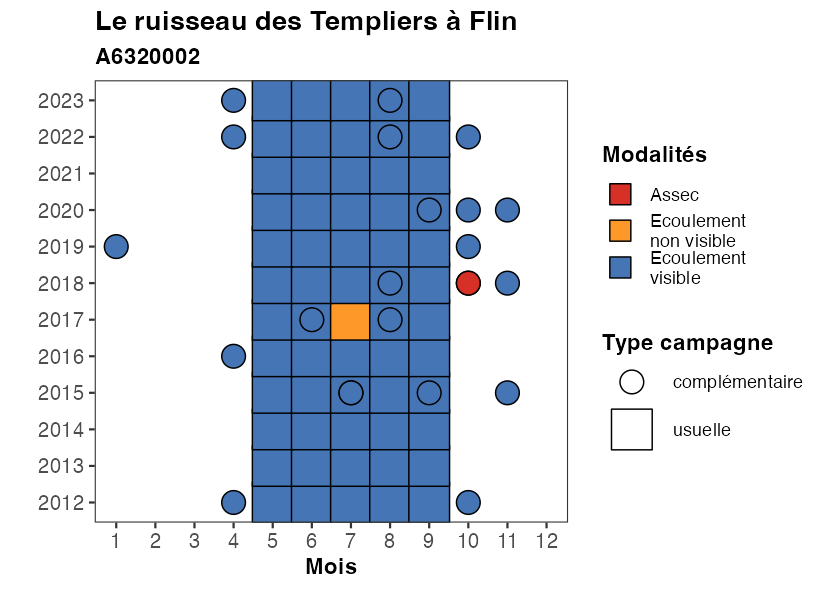 Le ruisseau des Templiers à Flin
A6320002
2023
2022
2021
2020
2019
2018
2017
2016
2015
2014
2013
2012
1 2 3 4 5 6 7 8 9 10 11 12
Mois
Modalités
Assec
Ecoulement
non visible
Ecoulement
visible
Type campagne
complémentaire
usuelle